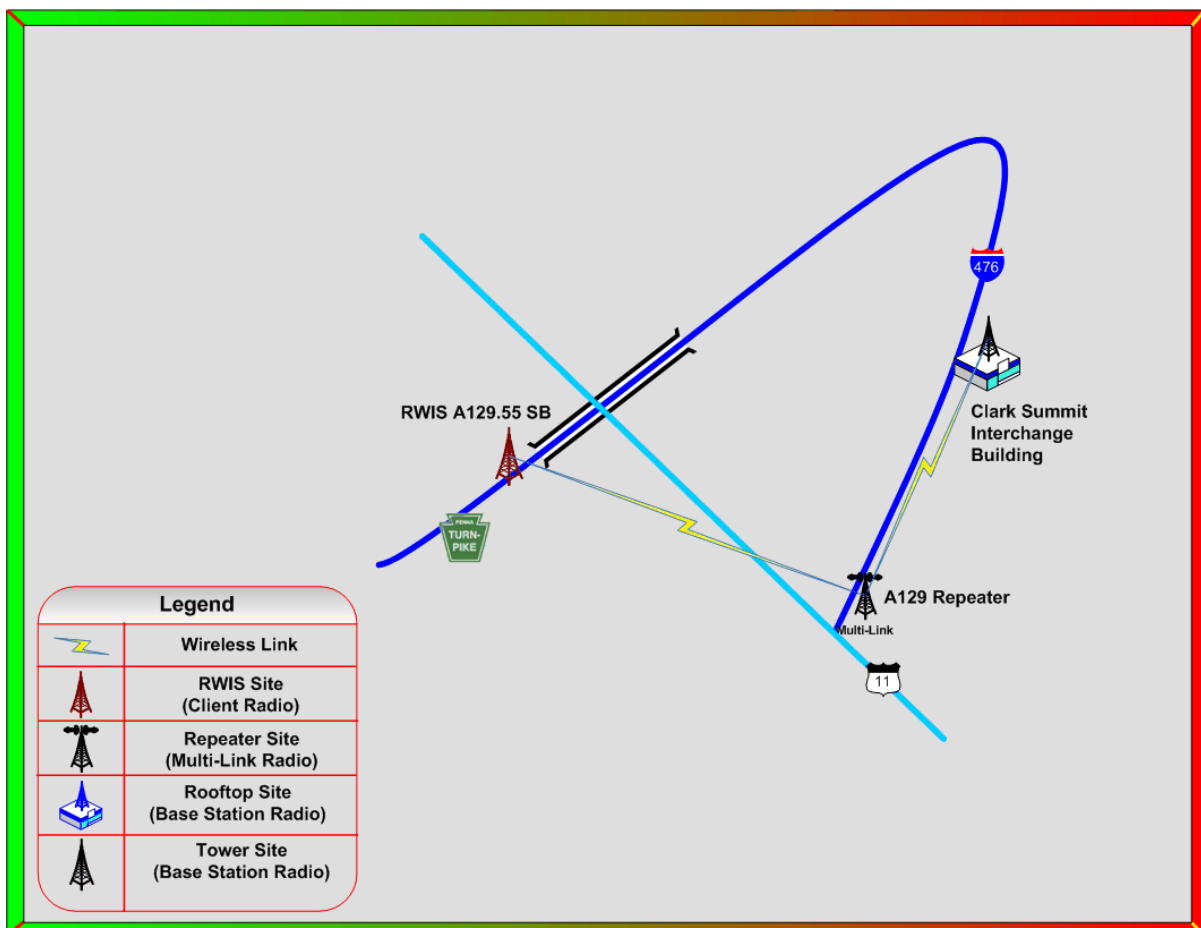 476
RWIS A129.55 SB
Clark Summit
Interchange
Building
PENNA
TURN-
PIKE
A129 Repeater
Multi-Link
11
Legend
Wireless Link
RWIS Site
(Client Radio)
Repeater Site
(Multi-Link Radio)
Rooftop Site
(Base Station Radio)
Tower Site
(Base Station Radio)